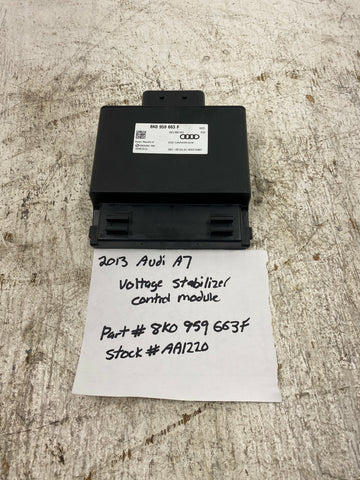 8K0 959 663 F
2013 Audi A7
Voltage stabilizer
control module
Part # 8K0 959 663F
Stock # AA1220